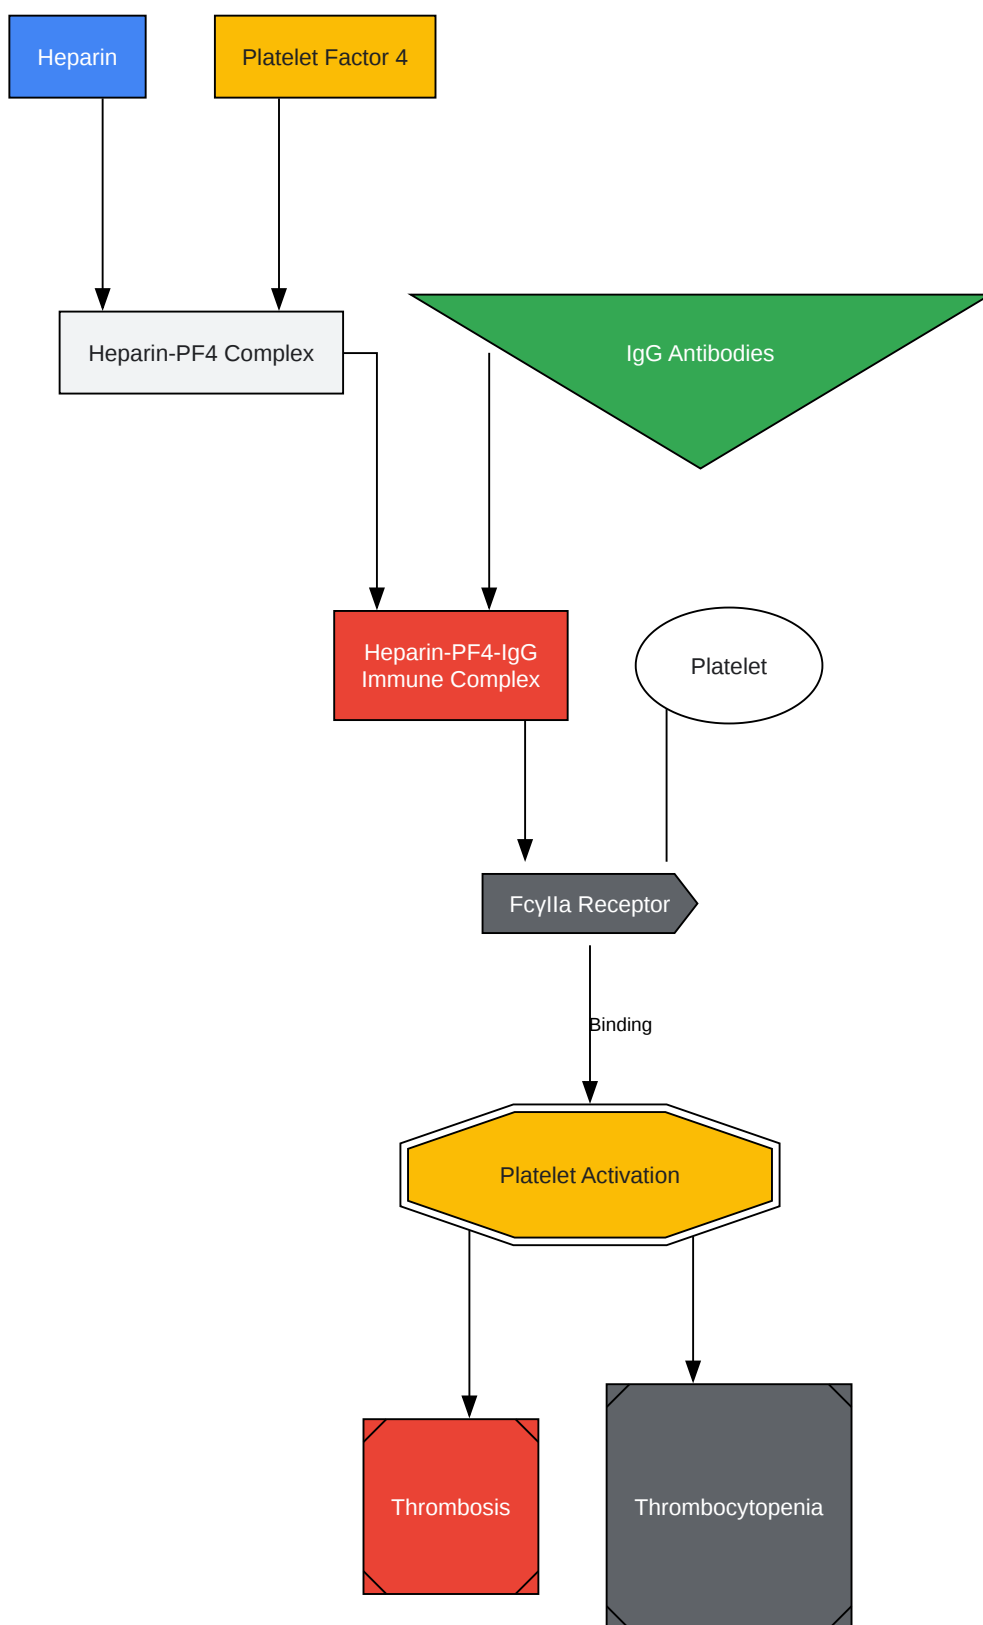 Heparin
Platelet Factor 4
Heparin-PF4 Complex
IgG Antibodies
Heparin-PF4-IgG
Immune Complex
Platelet
FcγIIa Receptor
Binding
Platelet Activation
Thrombosis
Thrombocytopenia